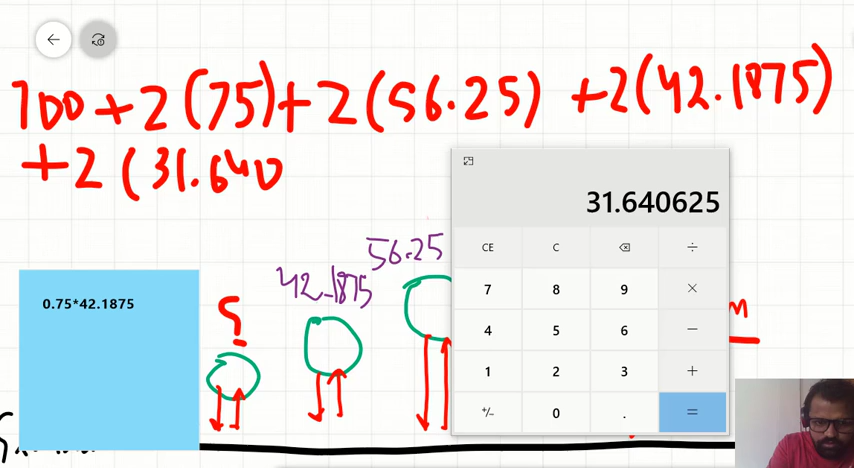 100 + 2 (75) + 2 (56.25) + 2 (42.1875)
+ 2 (31.640
31.640625
CE C ÷
7 8 9 ×
4 5 6 −
1 2 3 +
+/- 0 . =
56.25
42.1875
0.75*42.1875
?